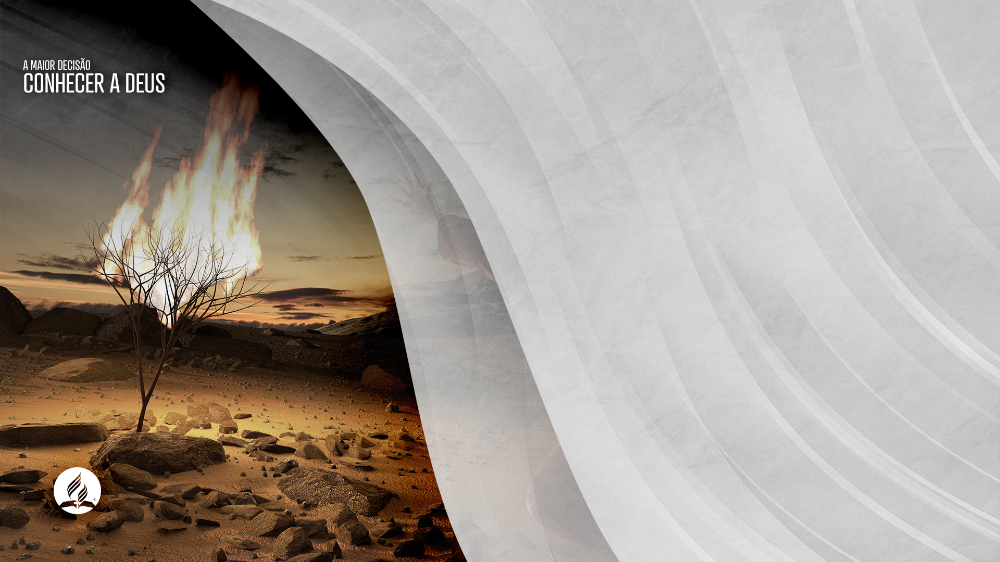 A MAIOR DECISÃO
CONHECER A DEUS